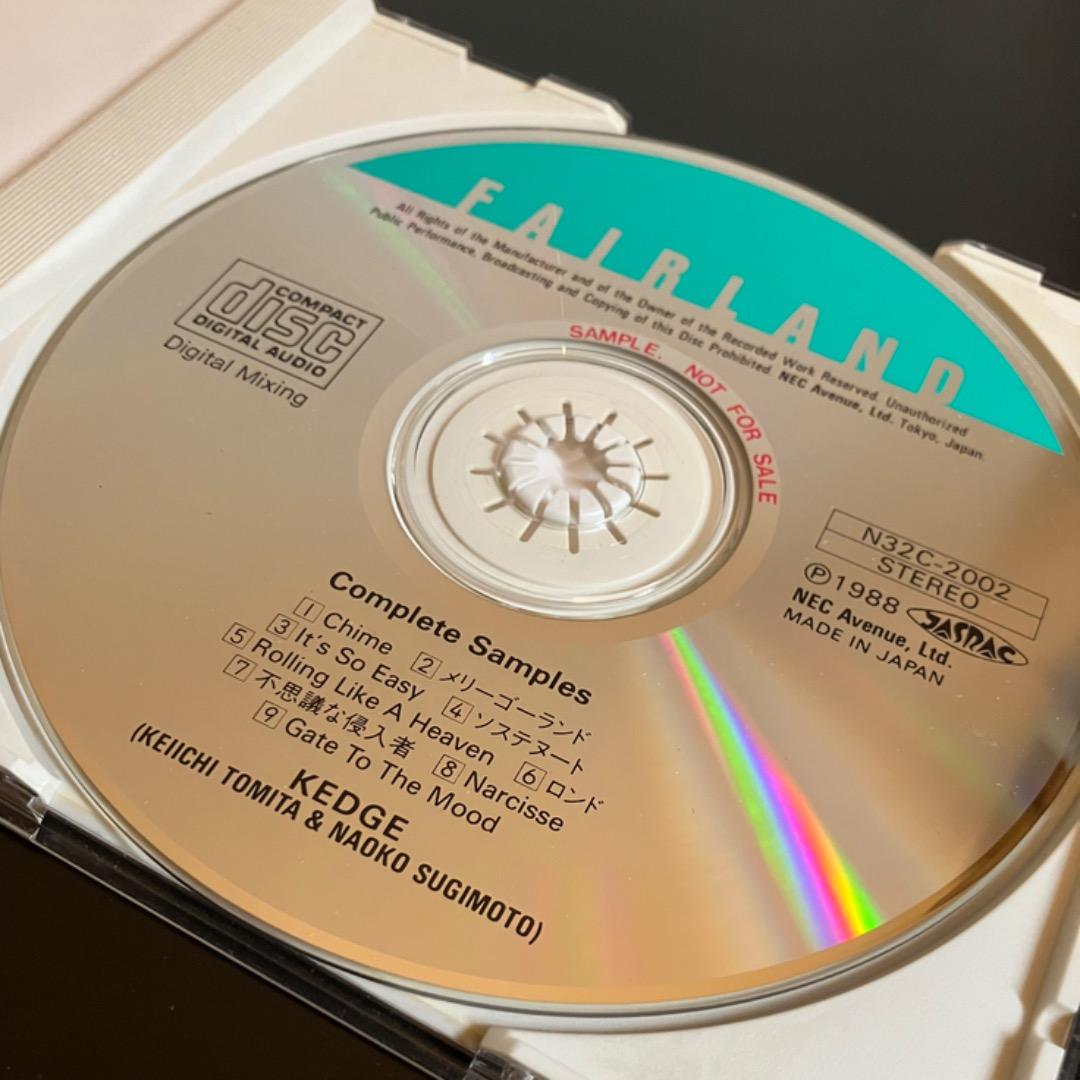 FAIRLAND
All Rights of the Manufacturer and of the Owner of the Recorded Work Reserved. Unauthorized
Public Performance, Broadcasting and Copying of this Disc Prohibited. NEC Avenue, Ltd. Tokyo, Japan.
SAMPLE. NOT FOR SALE
COMPACT
disc
DIGITAL AUDIO
Digital Mixing
N32C-2002
STEREO
Ⓟ1988 JASRAC
NEC Avenue, Ltd.
MADE IN JAPAN
Complete Samples
1 Chime 2 メリーゴーランド
3 It's So Easy 4 ソステヌート
5 Rolling Like A Heaven 6 ロンド
7 不思議な侵入者 8 Narcisse
9 Gate To The Mood
KEDGE
(KEIICHI TOMITA & NAOKO SUGIMOTO)